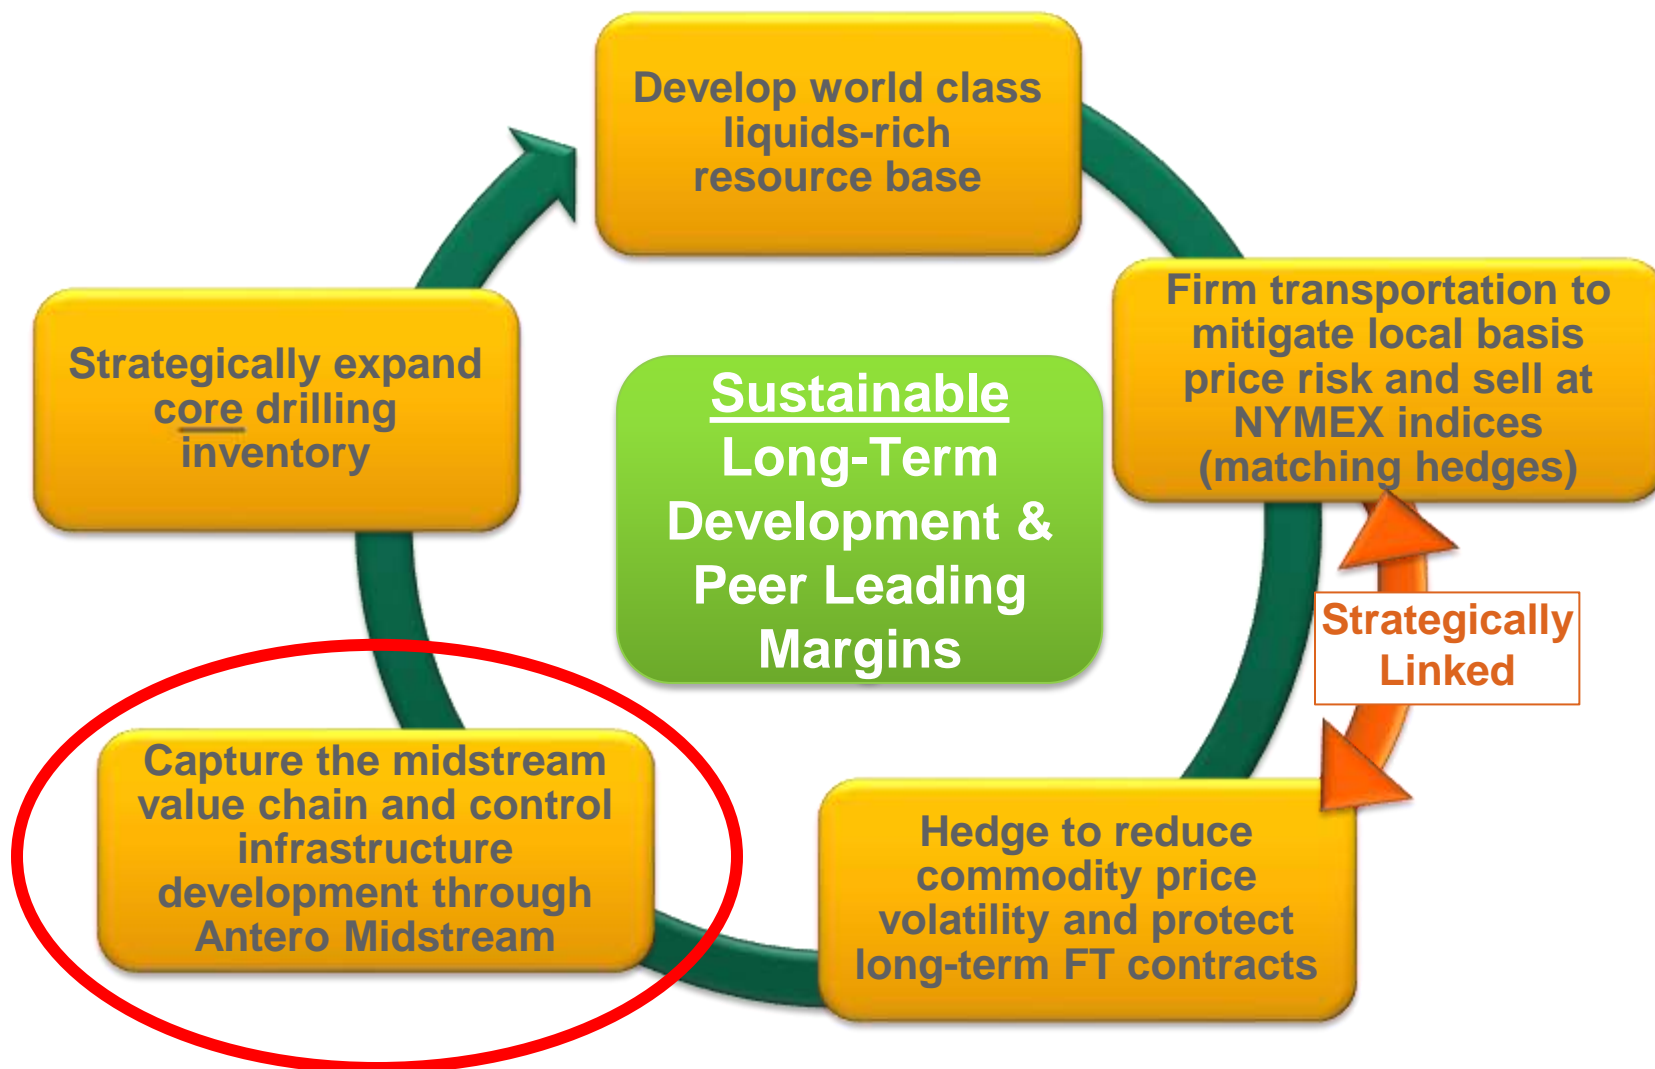 Develop world class
liquids-rich
resource base
Firm transportation to
mitigate local basis
price risk and sell at
NYMEX indices
(matching hedges)
Strategically expand
core drilling
inventory
Sustainable
Long-Term
Development &
Peer Leading
Margins
Strategically
Linked
Capture the midstream
value chain and control
infrastructure
development through
Antero Midstream
Hedge to reduce
commodity price
volatility and protect
long-term FT contracts